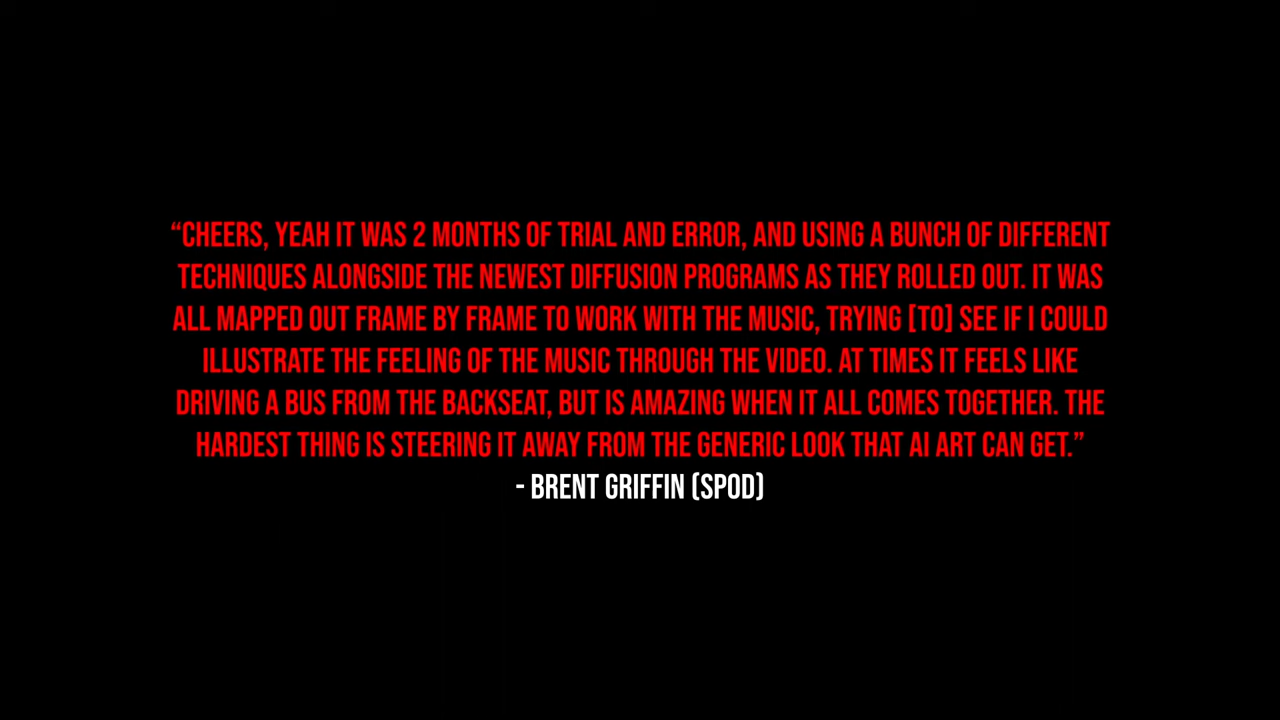 “CHEERS, YEAH IT WAS 2 MONTHS OF TRIAL AND ERROR, AND USING A BUNCH OF DIFFERENT
TECHNIQUES ALONGSIDE THE NEWEST DIFFUSION PROGRAMS AS THEY ROLLED OUT. IT WAS
ALL MAPPED OUT FRAME BY FRAME TO WORK WITH THE MUSIC, TRYING [TO] SEE IF I COULD
ILLUSTRATE THE FEELING OF THE MUSIC THROUGH THE VIDEO. AT TIMES IT FEELS LIKE
DRIVING A BUS FROM THE BACKSEAT, BUT IS AMAZING WHEN IT ALL COMES TOGETHER. THE
HARDEST THING IS STEERING IT AWAY FROM THE GENERIC LOOK THAT AI ART CAN GET.”
- BRENT GRIFFIN (SPOD)